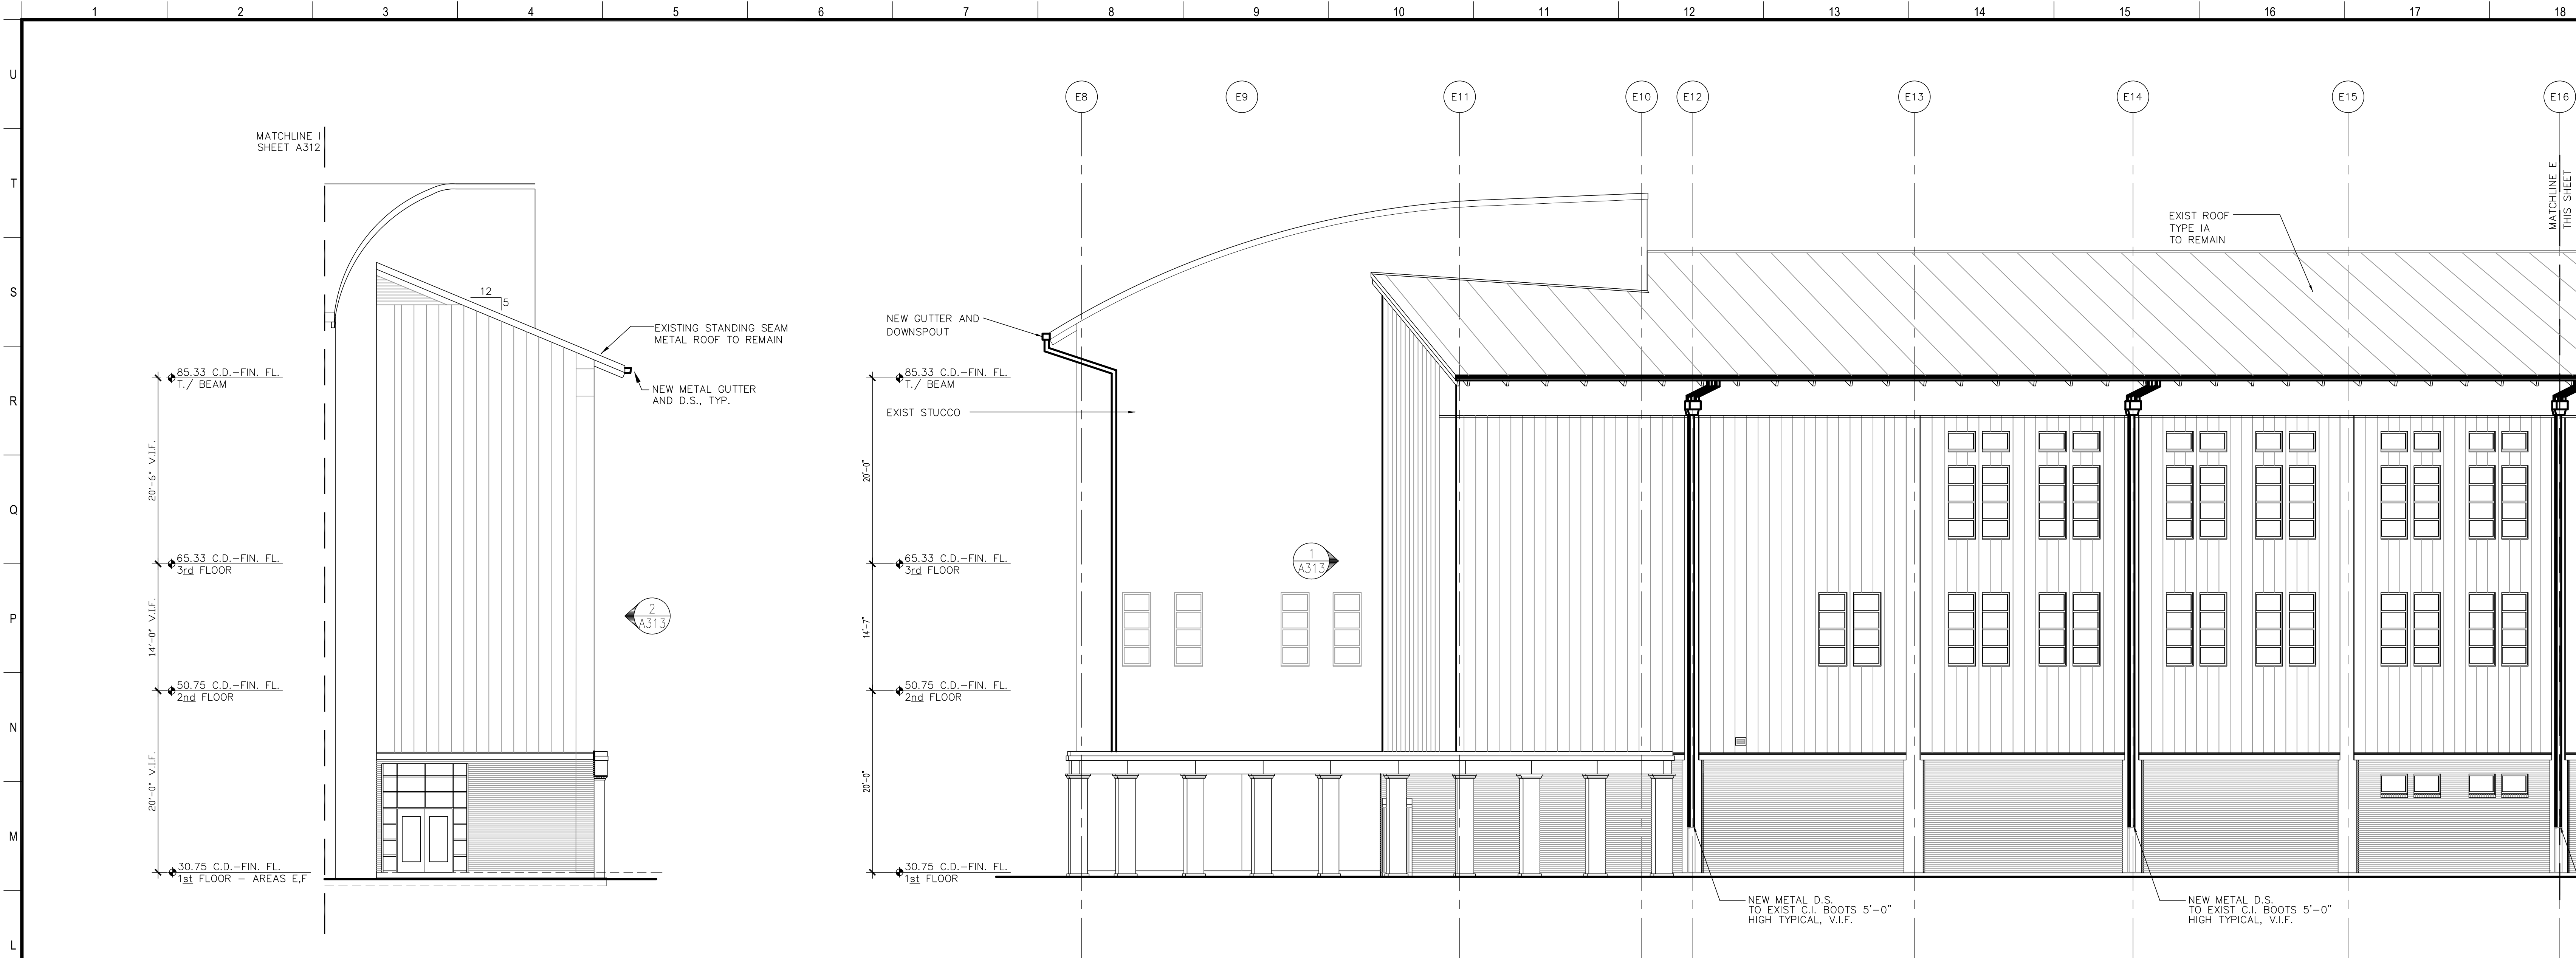 1 2 3 4 5 6 7 8 9 10 11 12 13 14 15 16 17 18
U
T
S
R
Q
P
N
M
L
MATCHLINE I
SHEET A312
12
5
EXISTING STANDING SEAM
METAL ROOF TO REMAIN
NEW METAL GUTTER
AND D.S., TYP.
85.33 C.D.-FIN. FL.
T./ BEAM
20'-6" V.I.F.
65.33 C.D.-FIN. FL.
3rd FLOOR
14'-0" V.I.F.
50.75 C.D.-FIN. FL.
2nd FLOOR
20'-0" V.I.F.
30.75 C.D.-FIN. FL.
1st FLOOR - AREAS E,F
2
A313
E8 E9 E11 E10 E12 E13 E14 E15 E16
MATCHLINE E
THIS SHEET
EXIST ROOF
TYPE IA
TO REMAIN
NEW GUTTER AND
DOWNSPOUT
85.33 C.D.-FIN. FL.
T./ BEAM
EXIST STUCCO
20'-0"
65.33 C.D.-FIN. FL.
3rd FLOOR
1
A313
14'-7"
50.75 C.D.-FIN. FL.
2nd FLOOR
20'-0"
30.75 C.D.-FIN. FL.
1st FLOOR
NEW METAL D.S.
TO EXIST C.I. BOOTS 5'-0"
HIGH TYPICAL, V.I.F.
NEW METAL D.S.
TO EXIST C.I. BOOTS 5'-0"
HIGH TYPICAL, V.I.F.